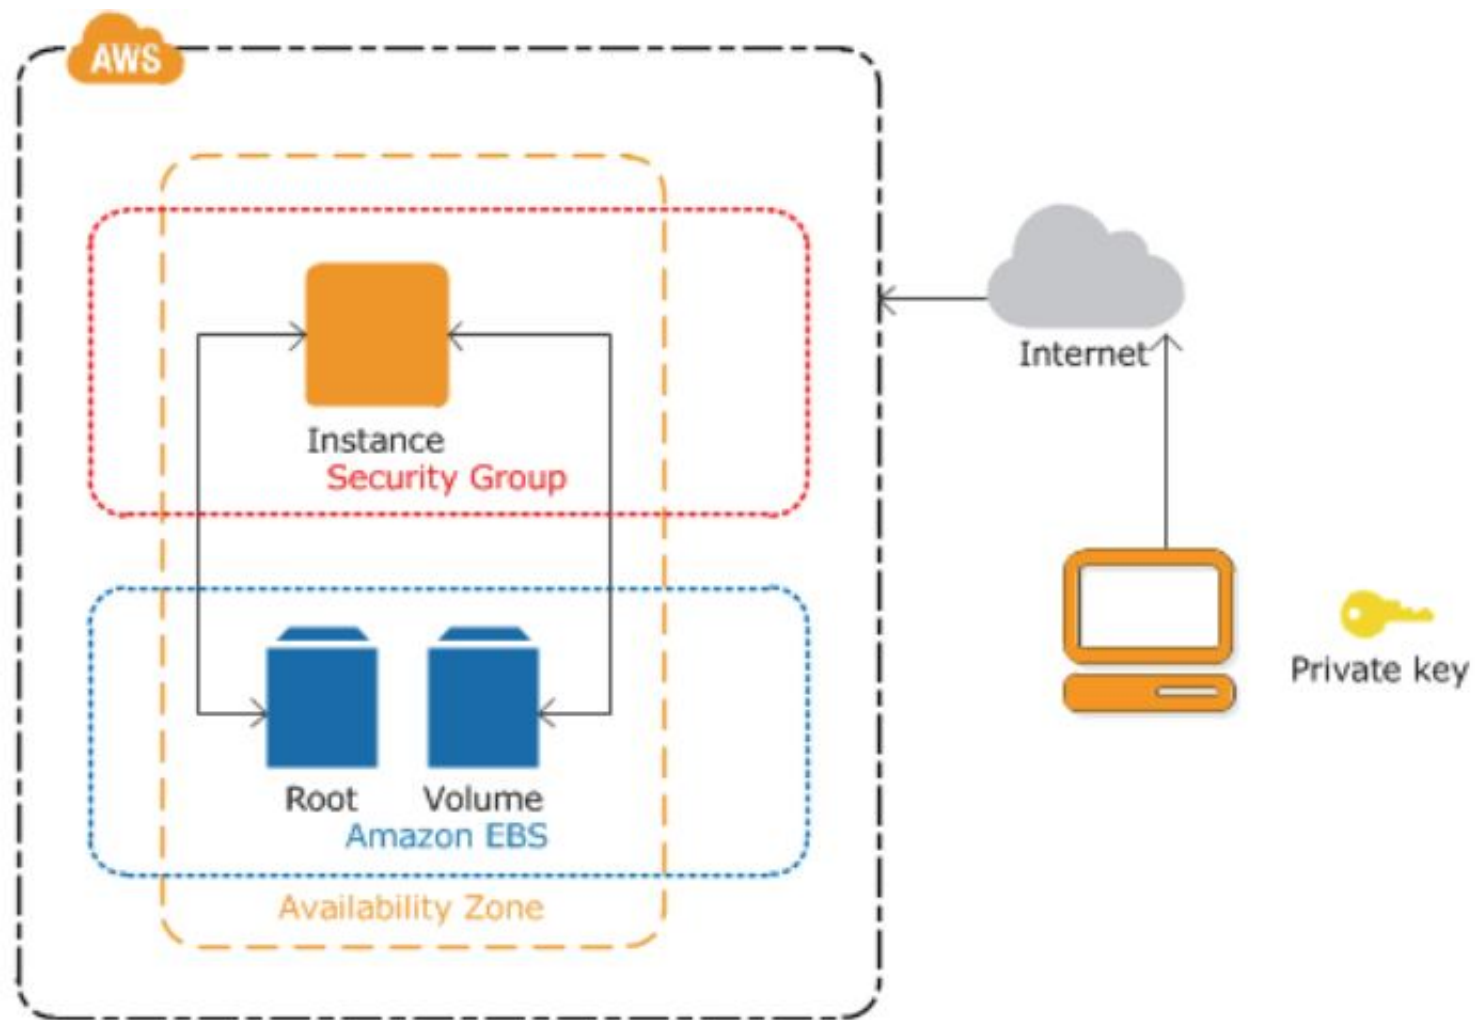 AWS
Instance
Security Group
Root
Volume
Amazon EBS
Availability Zone
Internet
Private key